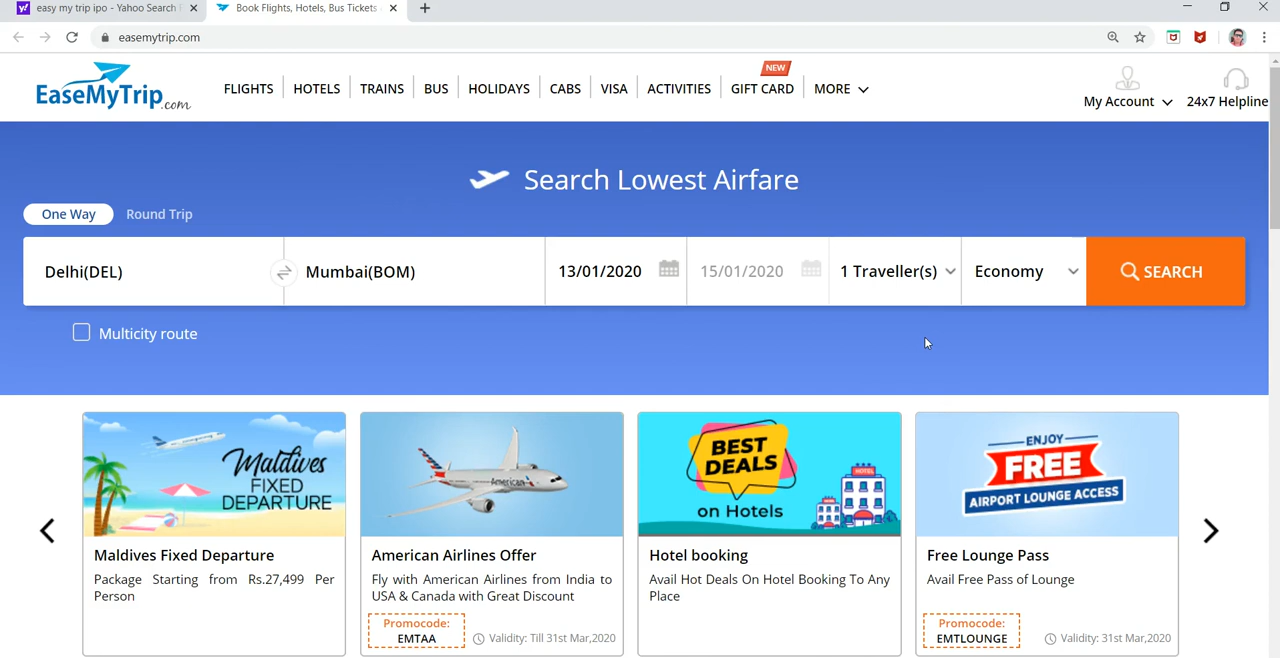 easy my trip ipo - Yahoo Search
Book Flights, Hotels, Bus Tickets
easemytrip.com
EaseMyTrip.com
FLIGHTS
HOTELS
TRAINS
BUS
HOLIDAYS
CABS
VISA
ACTIVITIES
NEW
GIFT CARD
MORE
My Account
24x7 Helpline
Search Lowest Airfare
One Way
Round Trip
Delhi(DEL)
Mumbai(BOM)
13/01/2020
15/01/2020
1 Traveller(s)
Economy
SEARCH
Multicity route
Maldives
FIXED
DEPARTURE
Maldives Fixed Departure
Package Starting from Rs.27,499 Per
Person
American
American Airlines Offer
Fly with American Airlines from India to
USA & Canada with Great Discount
Promocode:
EMTAA
Validity: Till 31st Mar,2020
BEST
DEALS
on Hotels
HOTEL
Hotel booking
Avail Hot Deals On Hotel Booking To Any
Place
ENJOY
FREE
AIRPORT LOUNGE ACCESS
Free Lounge Pass
Avail Free Pass of Lounge
Promocode:
EMTLOUNGE
Validity: 31st Mar,2020